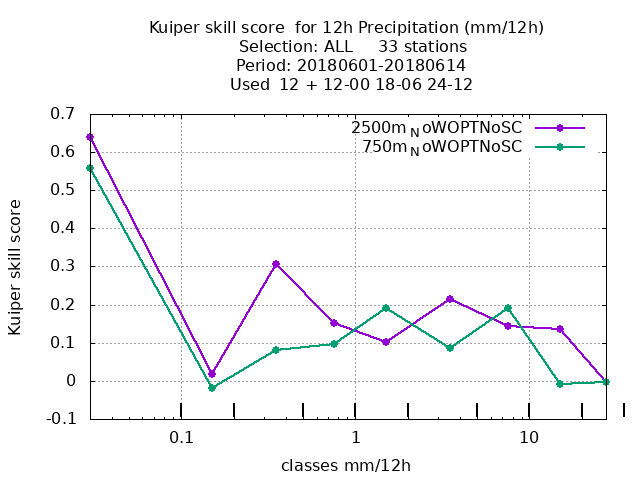 Kuiper skill score  for 12h Precipitation (mm/12h)
Selection: ALL     33 stations
Period: 20180601-20180614
Used  12 + 12-00 18-06 24-12
2500m_NoWOPTNoSC
750m_NoWOPTNoSC
Kuiper skill score
0.7
0.6
0.5
0.4
0.3
0.2
0.1
0
-0.1
0.1 1 10
classes mm/12h